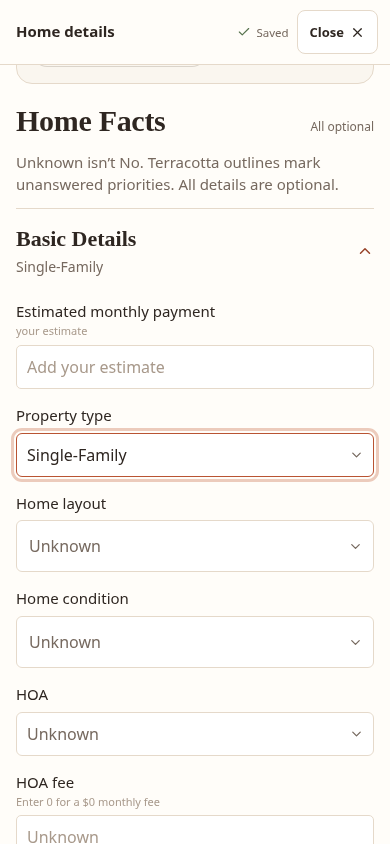 Home details
Saved
Close
Home Facts
All optional
Unknown isn’t No. Terracotta outlines mark
unanswered priorities. All details are optional.
Basic Details
Single-Family
Estimated monthly payment
your estimate
Add your estimate
Property type
Single-Family
Home layout
Unknown
Home condition
Unknown
HOA
Unknown
HOA fee
Enter 0 for a $0 monthly fee
Unknown